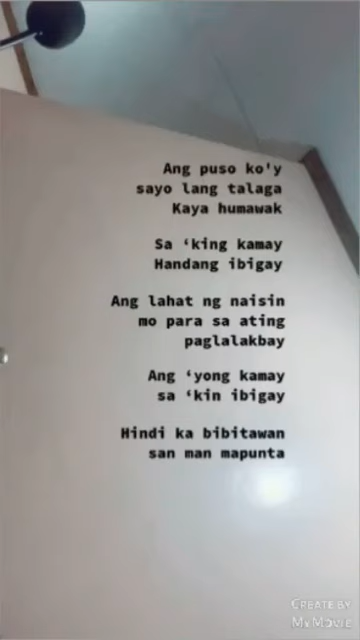 Ang puso ko'y
sayo lang talaga
Kaya humawak
Sa ‘king kamay
Handang ibigay
Ang lahat ng naisin
mo para sa ating
paglalakbay
Ang ‘yong kamay
sa ‘kin ibigay
Hindi ka bibitawan
san man mapunta
CREATE BY
MxMovie